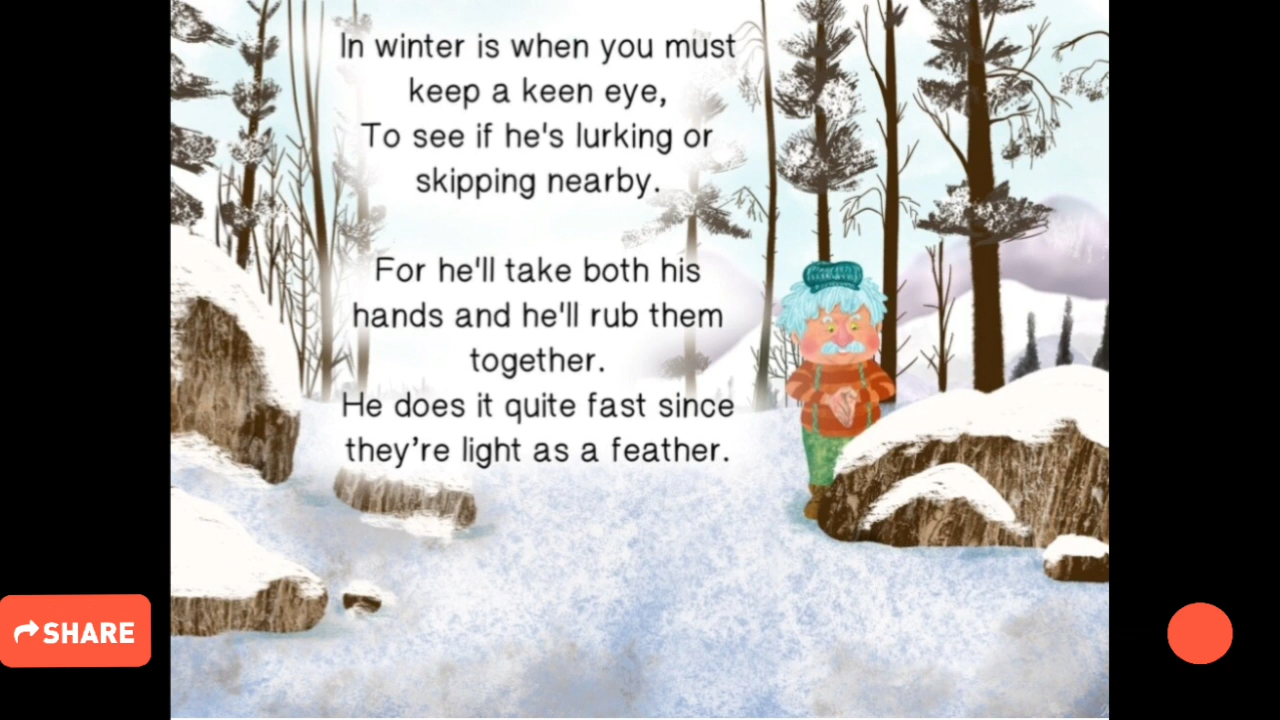 In winter is when you must
keep a keen eye,
To see if he's lurking or
skipping nearby.
For he'll take both his
hands and he'll rub them
together.
He does it quite fast since
they’re light as a feather.
SHARE